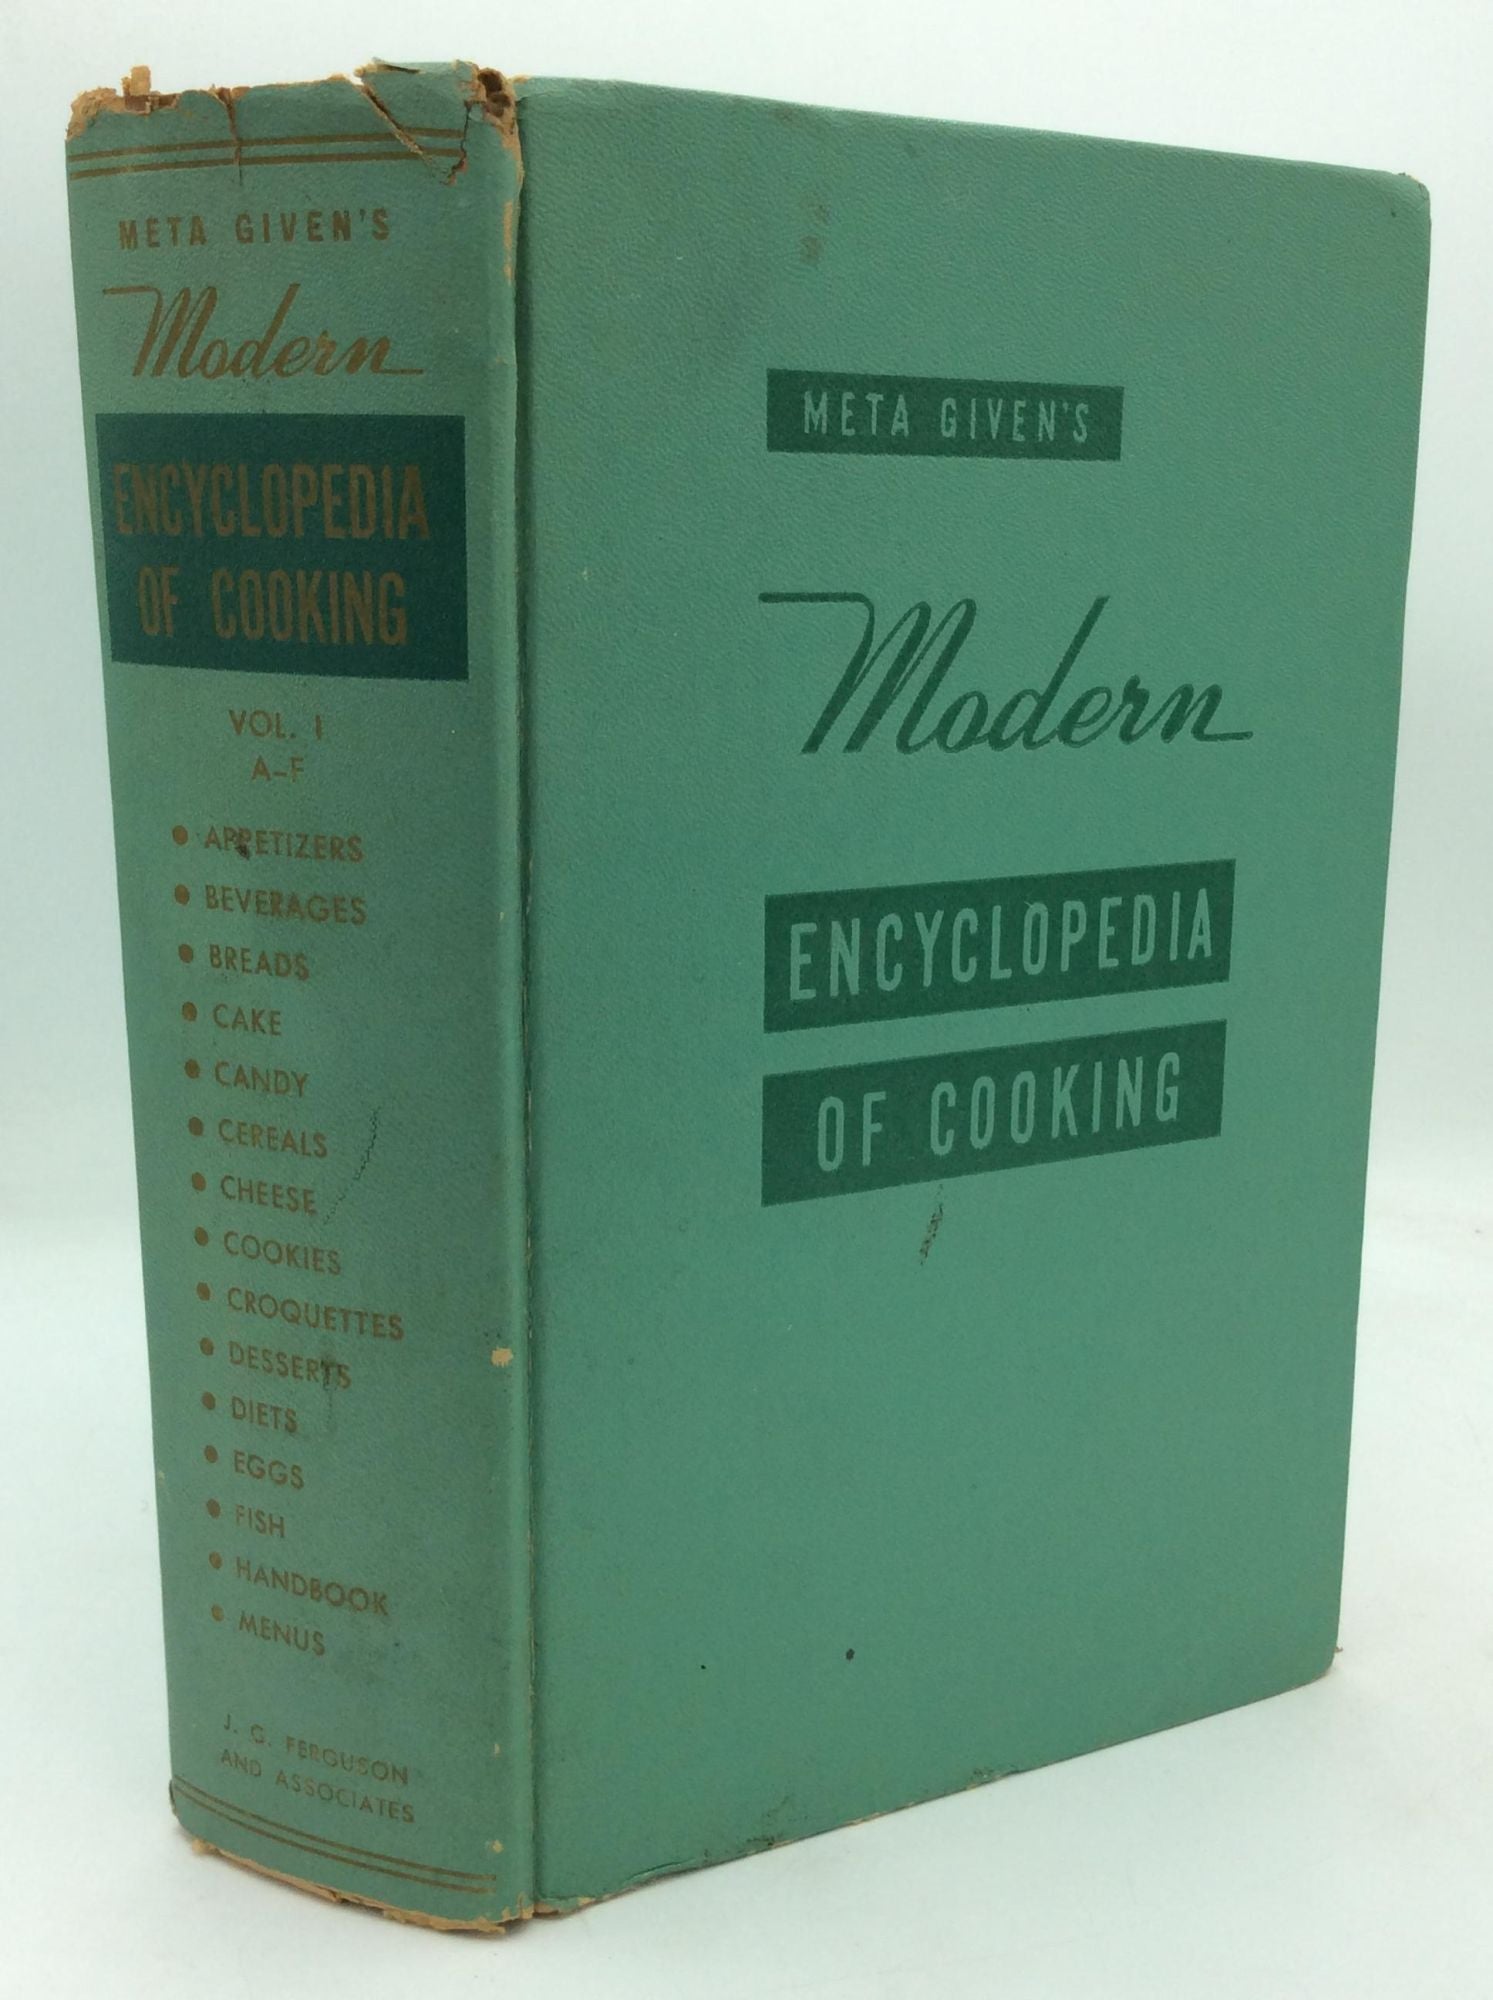 META GIVEN'S
Modern
ENCYCLOPEDIA
OF COOKING
VOL. I
A-F
• APPETIZERS
• BEVERAGES
• BREADS
• CAKE
• CANDY
• CEREALS
• CHEESE
• COOKIES
• CROQUETTES
• DESSERTS
• DIETS
• EGGS
• FISH
• HANDBOOK
• MENUS
J. G. FERGUSON
AND ASSOCIATES
META GIVEN'S
Modern
ENCYCLOPEDIA
OF COOKING